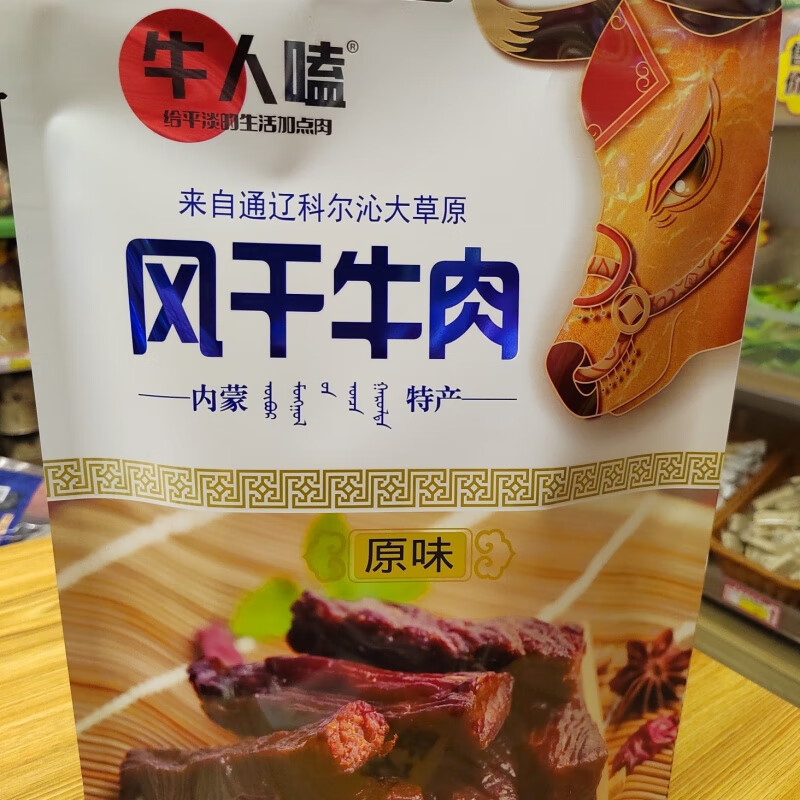 牛人嗑®
给平淡的生活加点肉
来自通辽科尔沁大草原
风干牛肉
内蒙 特产
原味